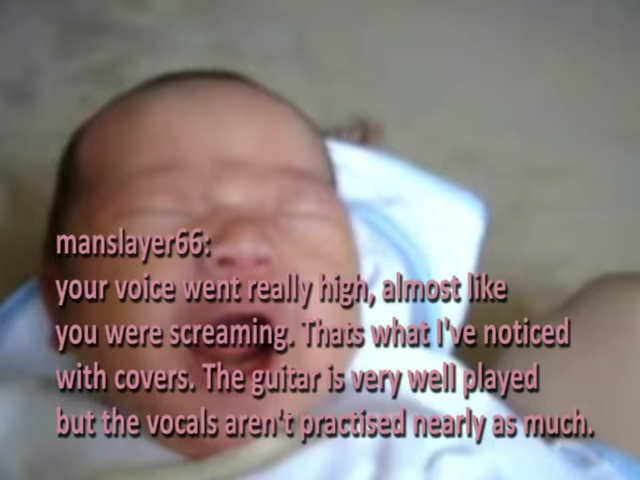 manslayer66:
your voice went really high, almost like
you were screaming. Thats what I've noticed
with covers. The guitar is very well played
but the vocals aren't practised nearly as much.